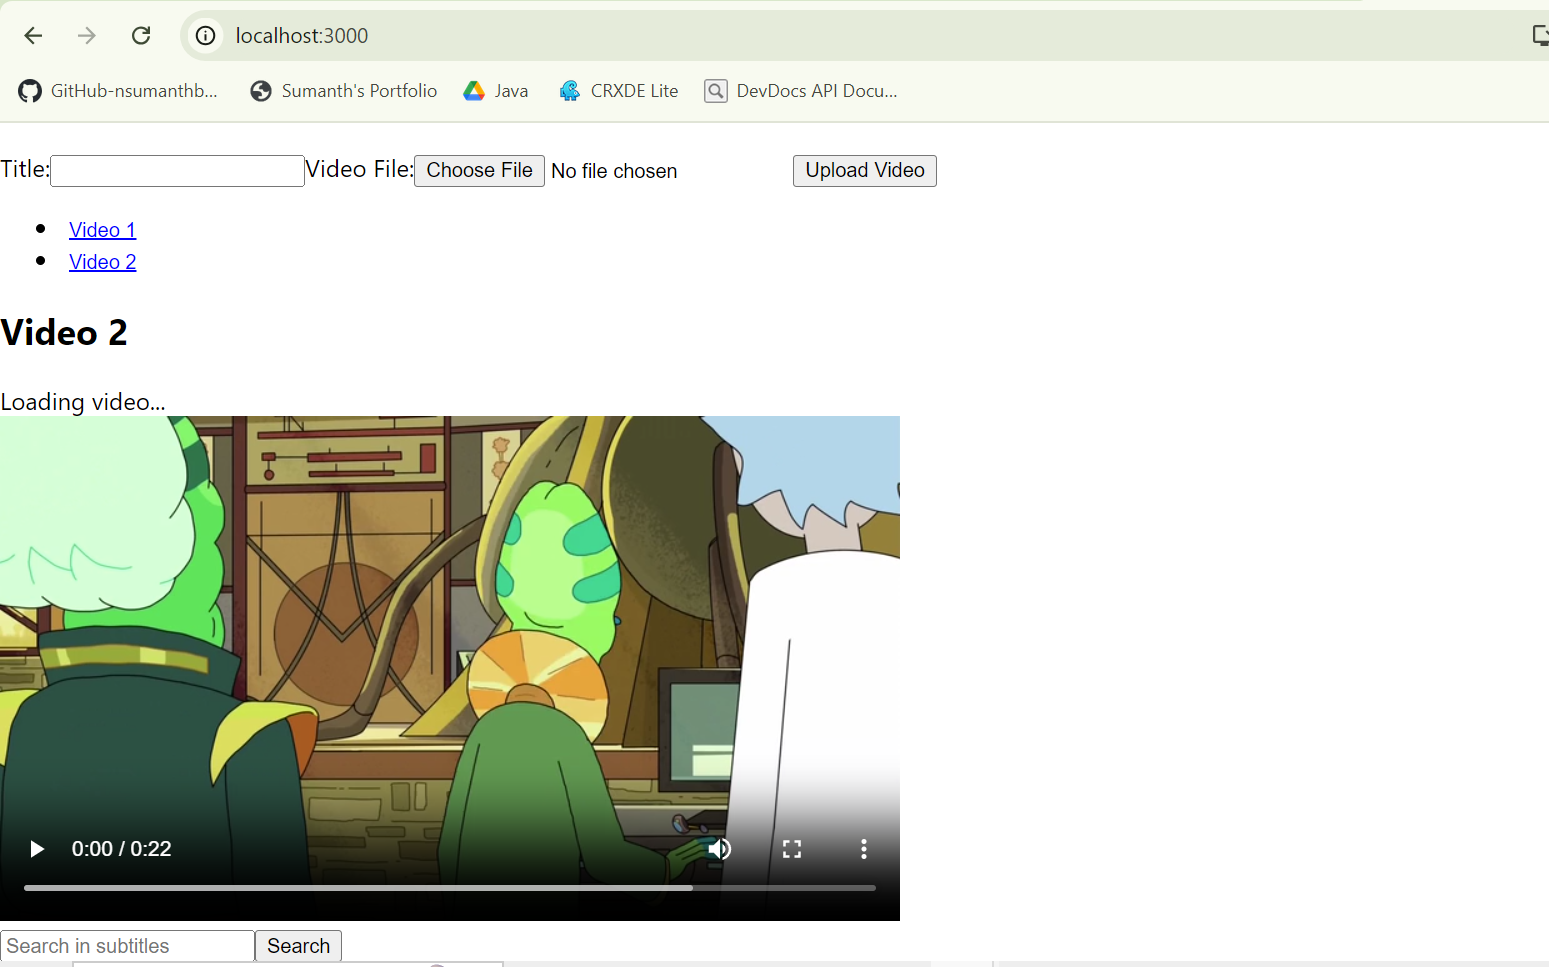 localhost:3000
GitHub-nsumanthb... Sumanth's Portfolio Java CRXDE Lite DevDocs API Docu...
Title: Video File: Choose File No file chosen Upload Video
Video 1
Video 2
Video 2
Loading video...
0:00 / 0:22
Search in subtitles Search